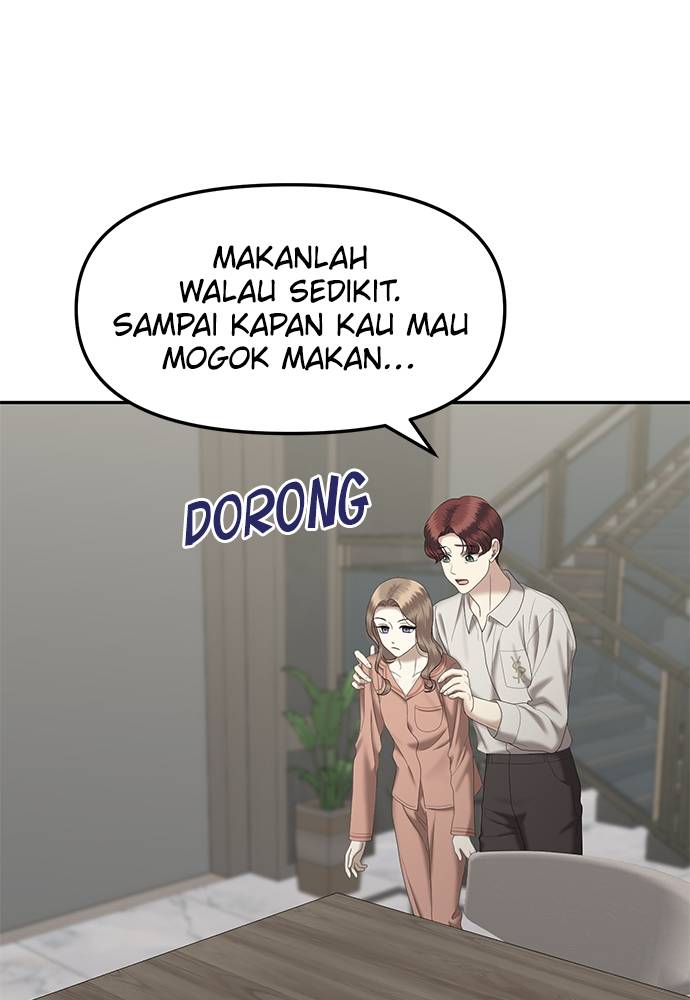 MAKANLAH
WALAU SEDIKIT.
SAMPAI KAPAN KAU MAU
MOGOK MAKAN...
DORONG